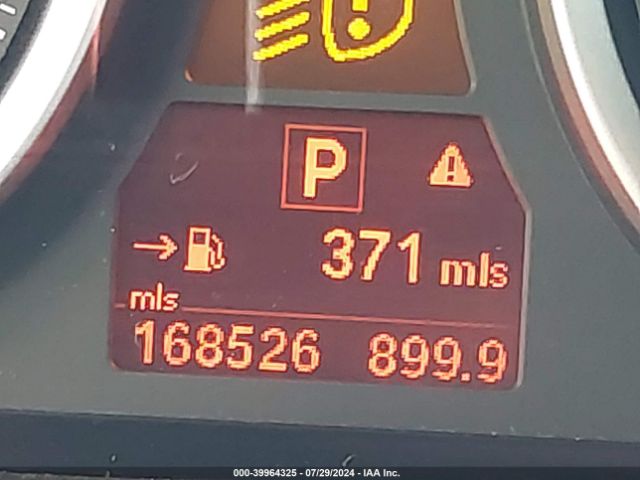 P
371 mls
mls
168526 899.9
000-39964325 | 07/29/2024 - IAA Inc.